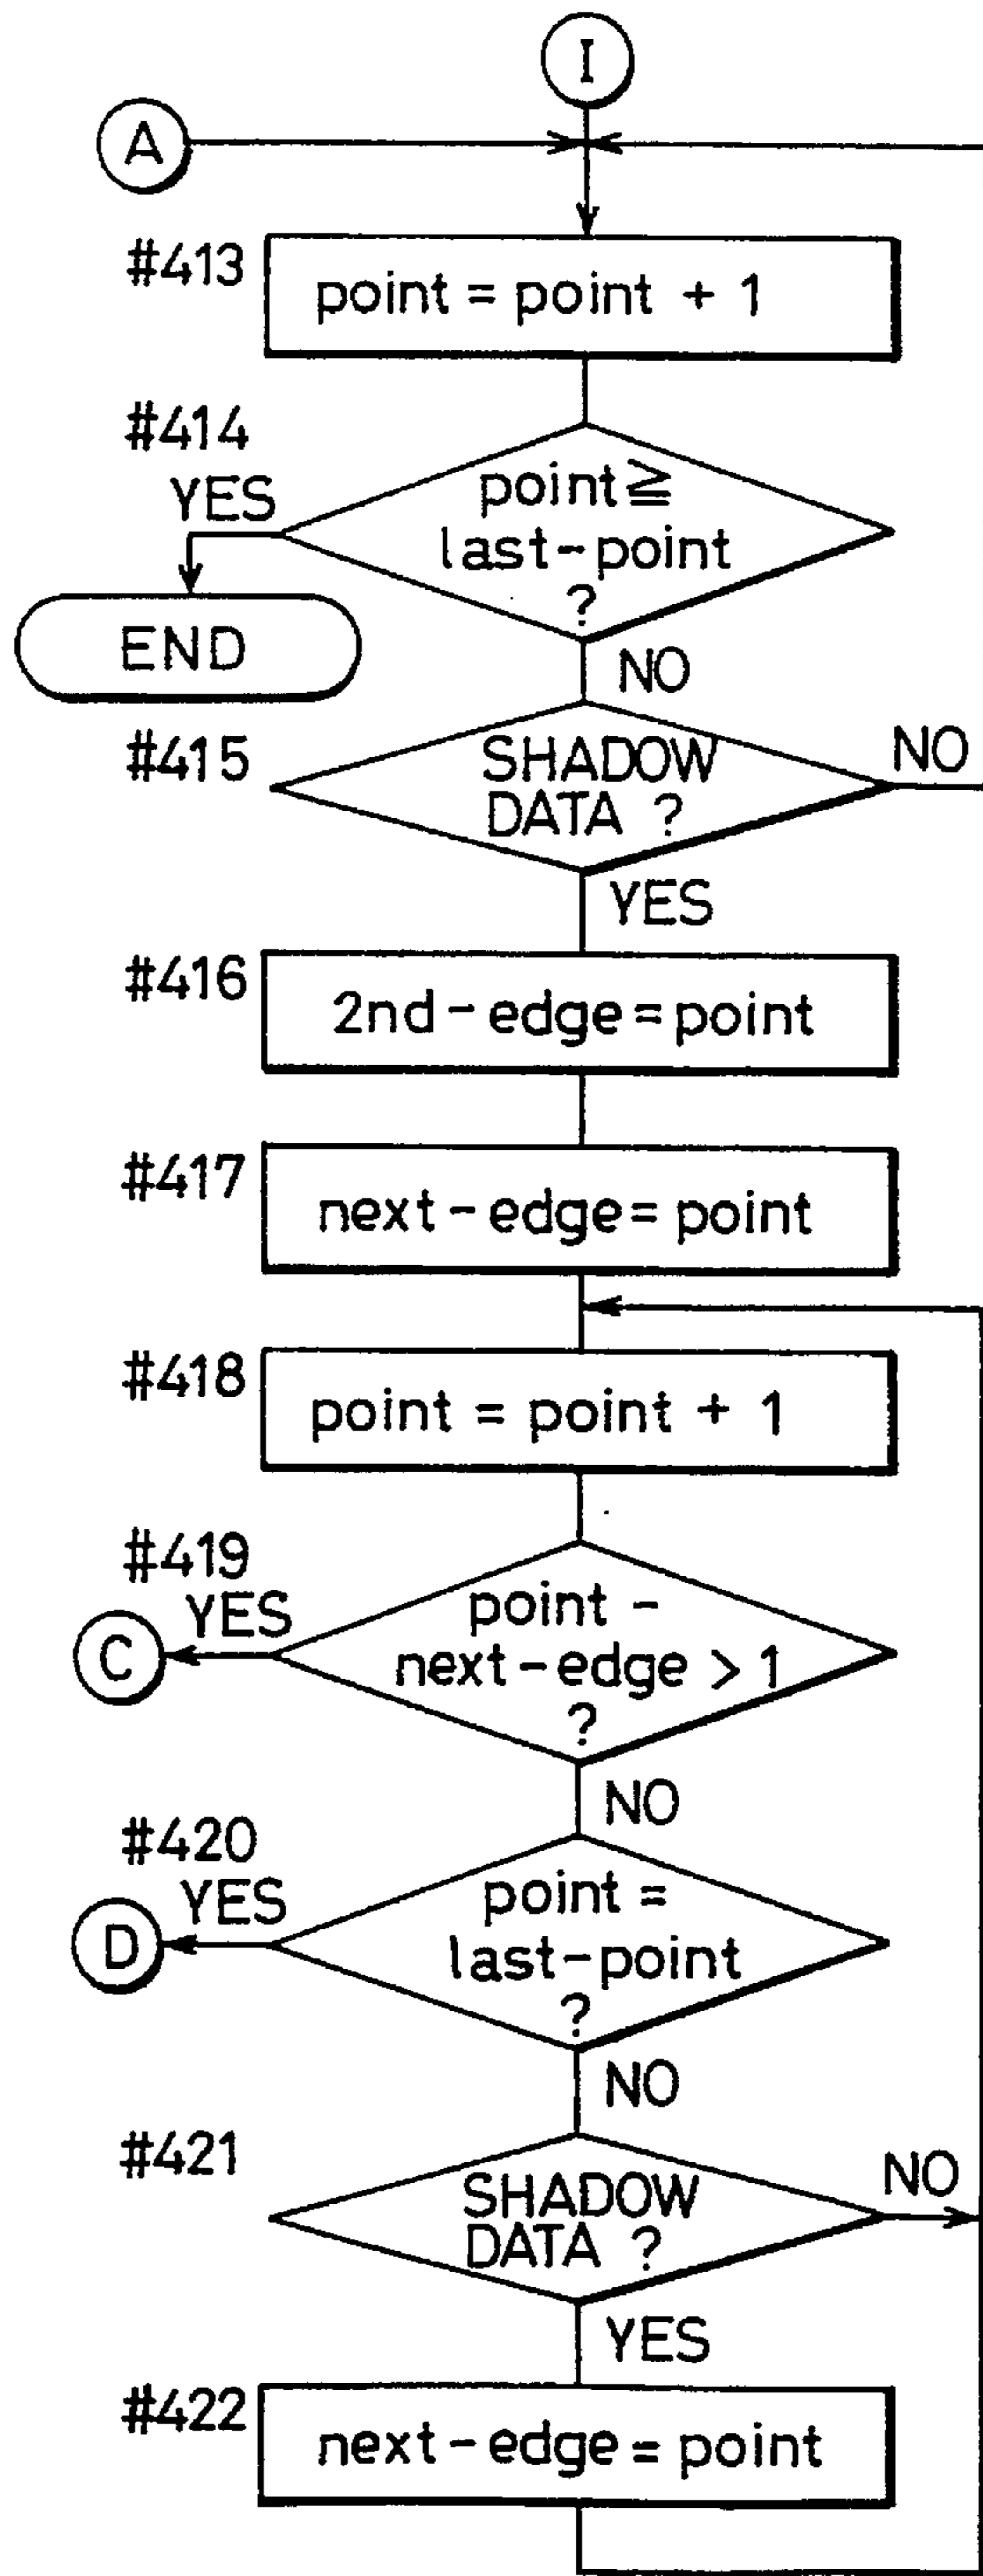 I
A
#413
point = point + 1
#414
YES
point ≧
last-point
?
END
NO
#415
SHADOW
DATA ?
NO
YES
#416
2nd-edge = point
#417
next-edge = point
#418
point = point + 1
#419
YES
C
point -
next-edge > 1
?
NO
#420
YES
D
point =
last-point
?
NO
#421
SHADOW
DATA ?
NO
YES
#422
next-edge = point